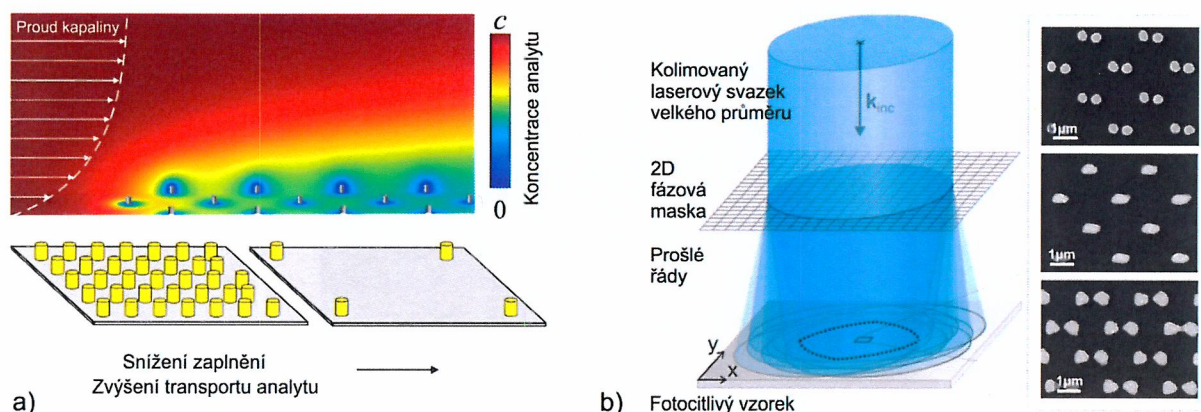 Proud kapaliny
c
Koncentrace analytu
0
Snížení zaplnění
Zvýšení transportu analytu
a)
Kolimovaný
laserový svazek
velkého průměru
k inc
2D
fázová
maska
Prošlé
řády
y
x
b)
Fotocitlivý vzorek
1µm
1µm
1µm